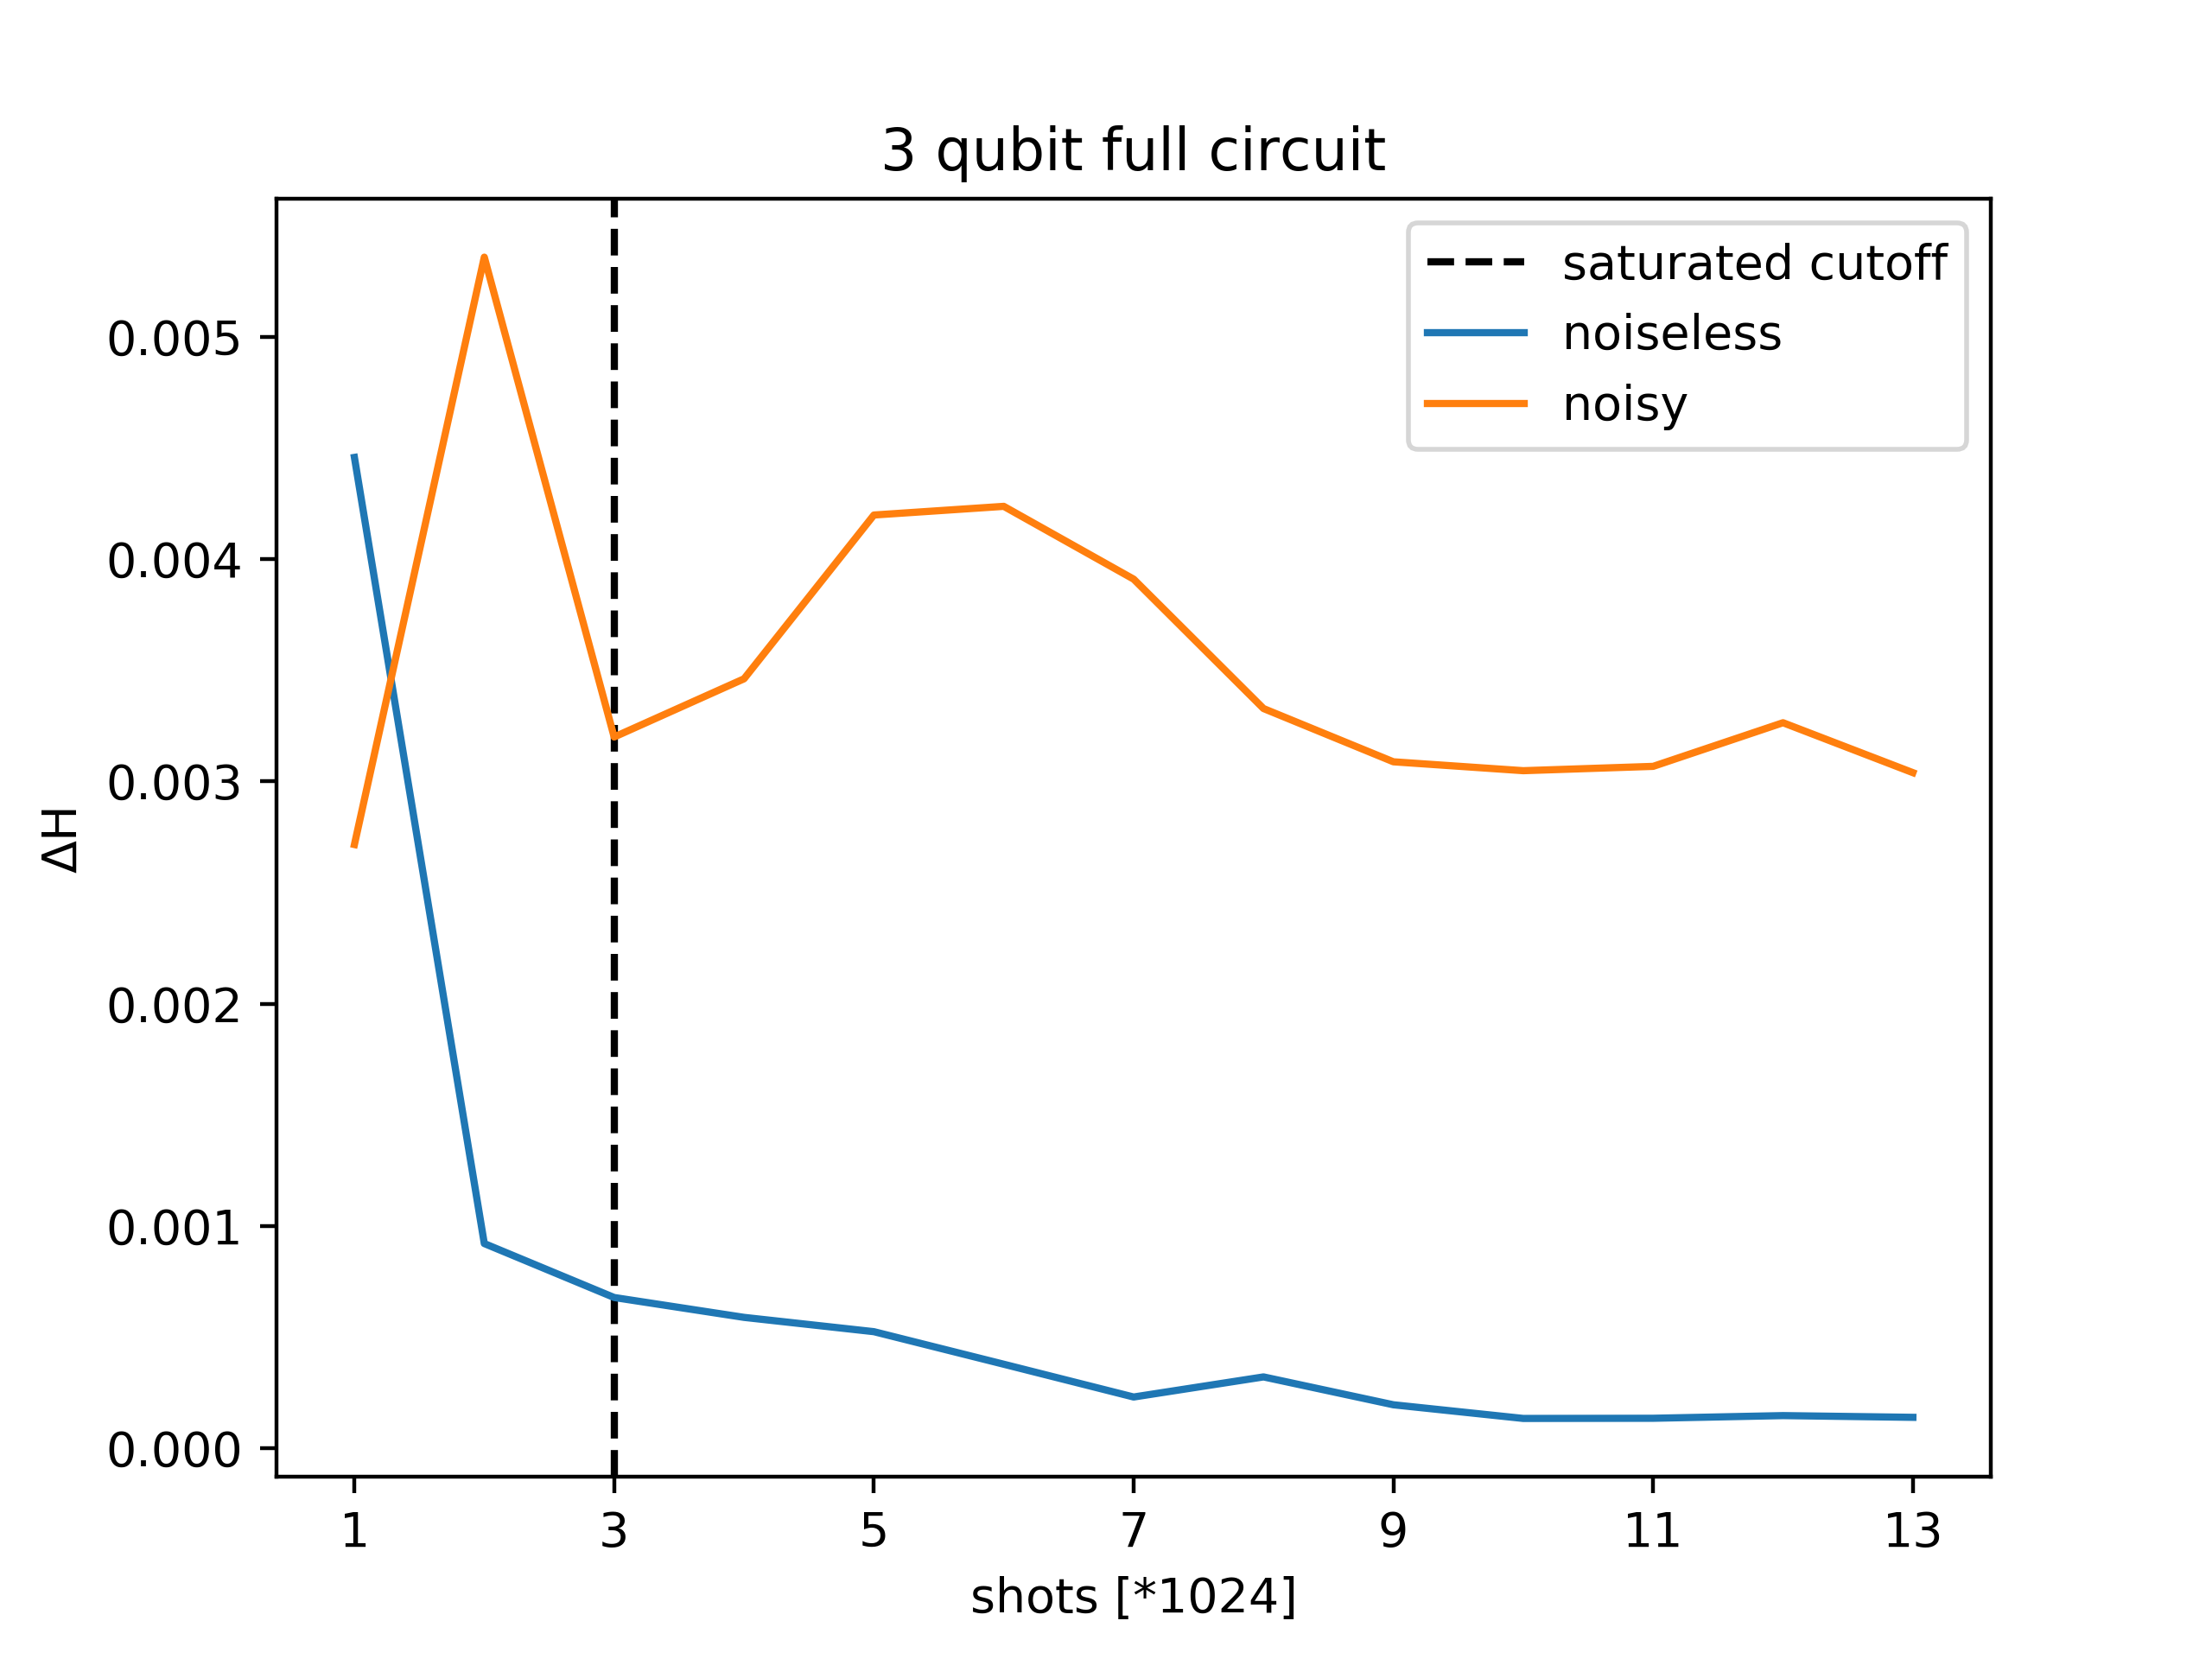 3 qubit full circuit
saturated cutoff
noiseless
noisy
0.005
0.004
0.003
0.002
0.001
0.000
ΔH
1 3 5 7 9 11 13
shots [*1024]